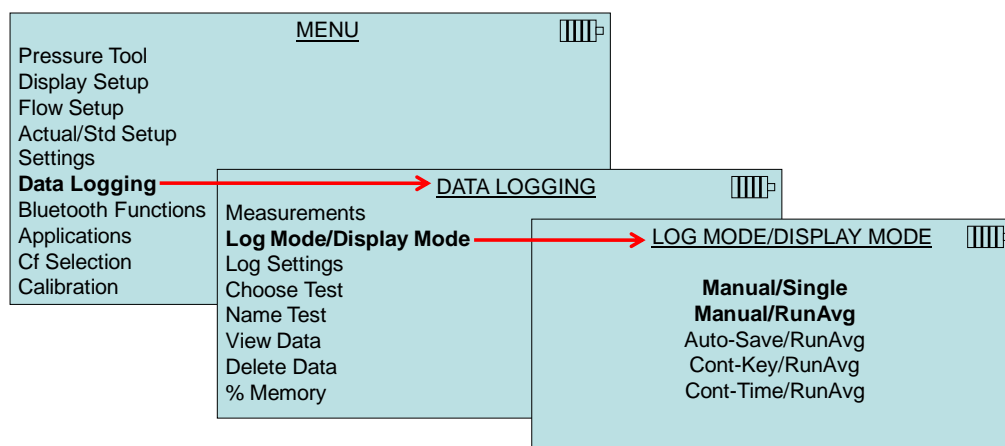 MENU
Pressure Tool
Display Setup
Flow Setup
Actual/Std Setup
Settings
Data Logging
Bluetooth Functions
Applications
Cf Selection
Calibration
DATA LOGGING
Measurements
Log Mode/Display Mode
Log Settings
Choose Test
Name Test
View Data
Delete Data
% Memory
LOG MODE/DISPLAY MODE
Manual/Single
Manual/RunAvg
Auto-Save/RunAvg
Cont-Key/RunAvg
Cont-Time/RunAvg